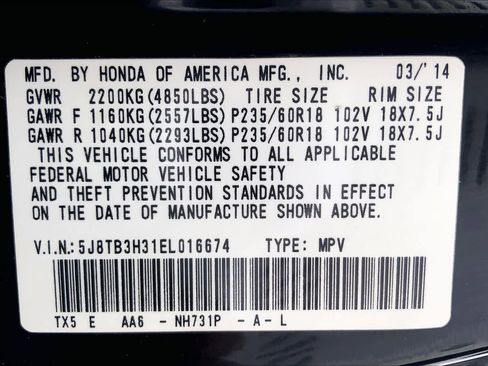 MFD. BY HONDA OF AMERICA MFG., INC. 03/'14
GVWR 2200KG(4850LBS) TIRE SIZE RIM SIZE
GAWR F 1160KG(2557LBS) P235/60R18 102V 18X7.5J
GAWR R 1040KG(2293LBS) P235/60R18 102V 18X7.5J
THIS VEHICLE CONFORMS TO ALL APPLICABLE
FEDERAL MOTOR VEHICLE SAFETY
AND THEFT PREVENTION STANDARDS IN EFFECT
ON THE DATE OF MANUFACTURE SHOWN ABOVE.
V.I.N.: 5J8TB3H31EL016674 TYPE: MPV
TX5 E AA6 - NH731P - A - L